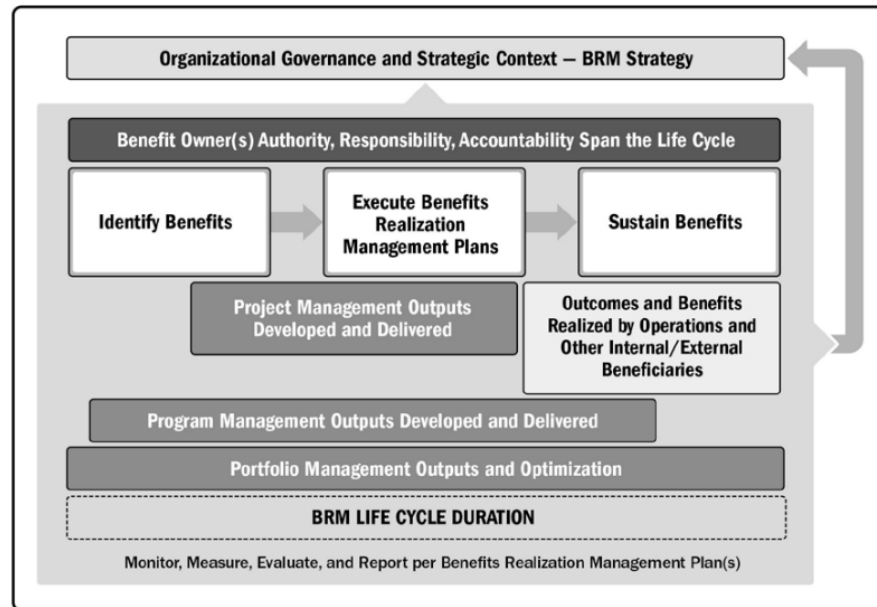 Organizational Governance and Strategic Context — BRM Strategy
Benefit Owner(s) Authority, Responsibility, Accountability Span the Life Cycle
Identify Benefits
Execute Benefits
Realization
Management Plans
Sustain Benefits
Project Management Outputs
Developed and Delivered
Outcomes and Benefits
Realized by Operations and
Other Internal/External
Beneficiaries
Program Management Outputs Developed and Delivered
Portfolio Management Outputs and Optimization
BRM LIFE CYCLE DURATION
Monitor, Measure, Evaluate, and Report per Benefits Realization Management Plan(s)